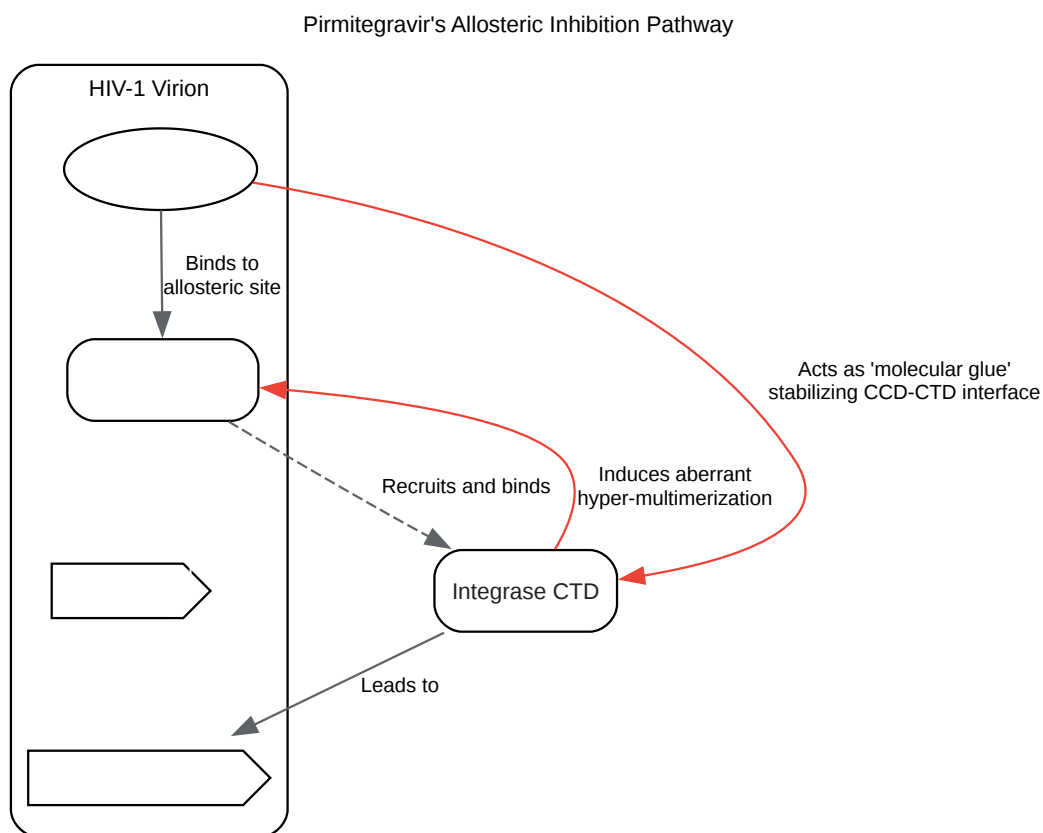 Pirmitegravir's Allosteric Inhibition Pathway
HIV-1 Virion
Binds to
allosteric site
Acts as 'molecular glue'
stabilizing CCD-CTD interface
Recruits and binds
Induces aberrant
hyper-multimerization
Integrase CTD
Leads to